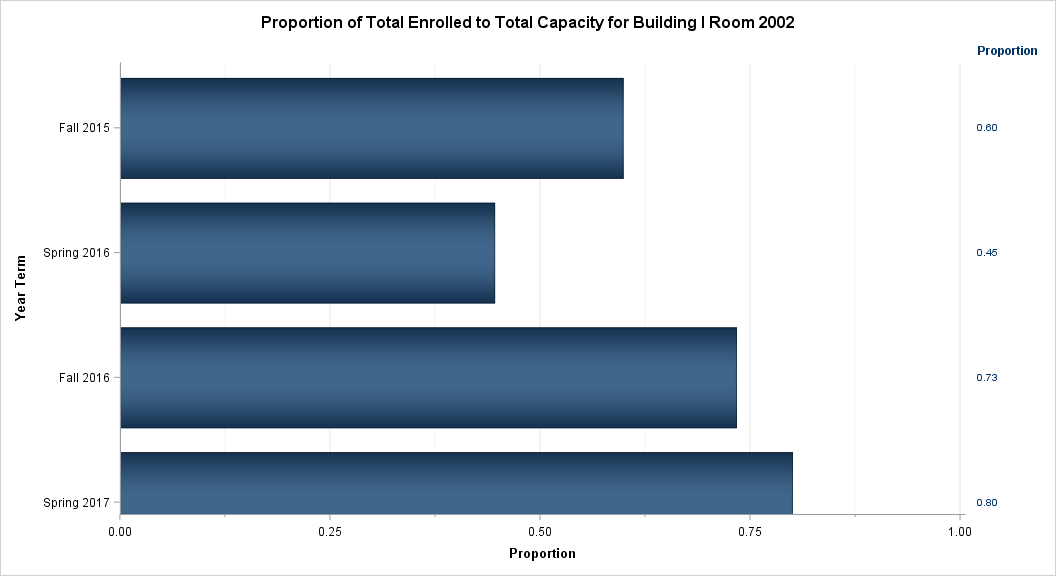 Proportion of Total Enrolled to Total Capacity for Building I Room 2002
Proportion
Fall 2015 0.60
Spring 2016 0.45
Year Term
Fall 2016 0.73
Spring 2017 0.80
0.00 0.25 0.50 0.75 1.00
Proportion